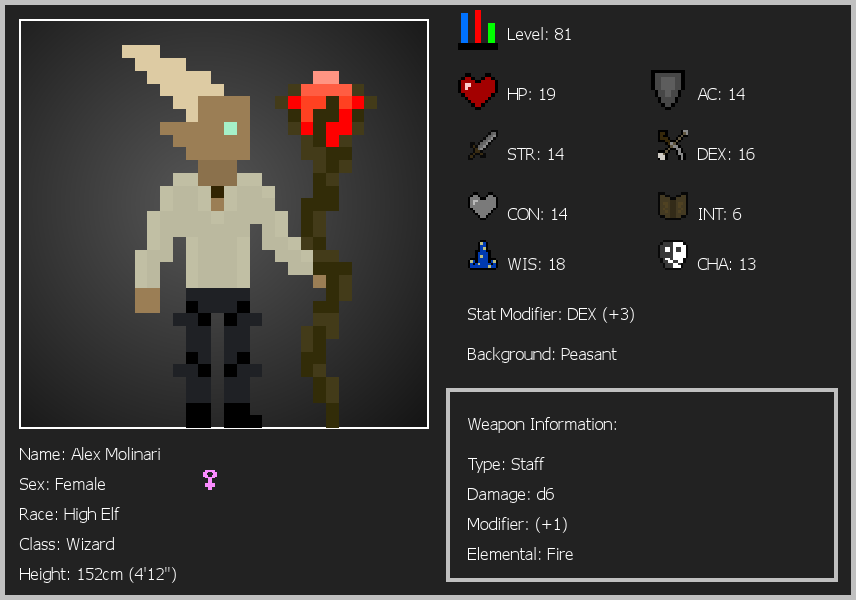 Level: 81
HP: 19
AC: 14
STR: 14
DEX: 16
CON: 14
INT: 6
WIS: 18
CHA: 13
Stat Modifier: DEX (+3)
Background: Peasant
Weapon Information:
Type: Staff
Damage: d6
Modifier: (+1)
Elemental: Fire
Name: Alex Molinari
Sex: Female
Race: High Elf
Class: Wizard
Height: 152cm (4'12")